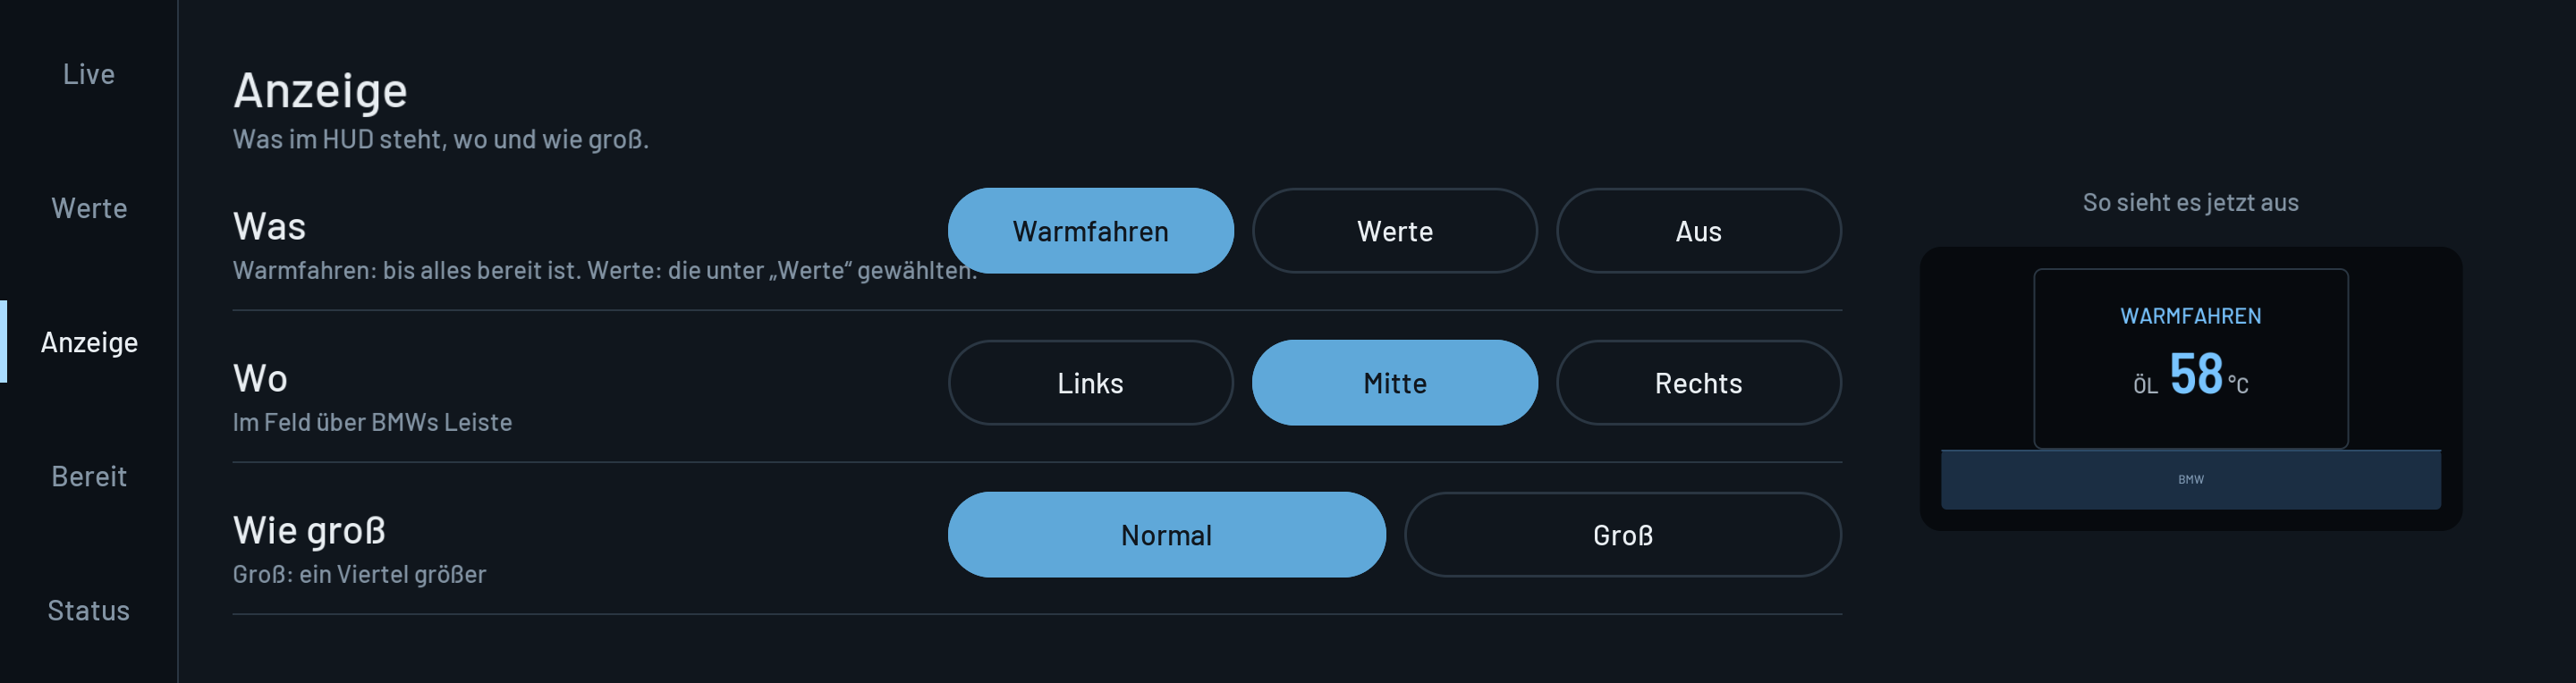 Live
Werte
Anzeige
Bereit
Status
Anzeige
Was im HUD steht, wo und wie groß.
Was
Warmfahren: bis alles bereit ist. Werte: die unter „Werte“ gewählten.
Warmfahren
Werte
Aus
Wo
Im Feld über BMWs Leiste
Links
Mitte
Rechts
Wie groß
Groß: ein Viertel größer
Normal
Groß
So sieht es jetzt aus
WARMFAHREN
ÖL 58 °C
BMW